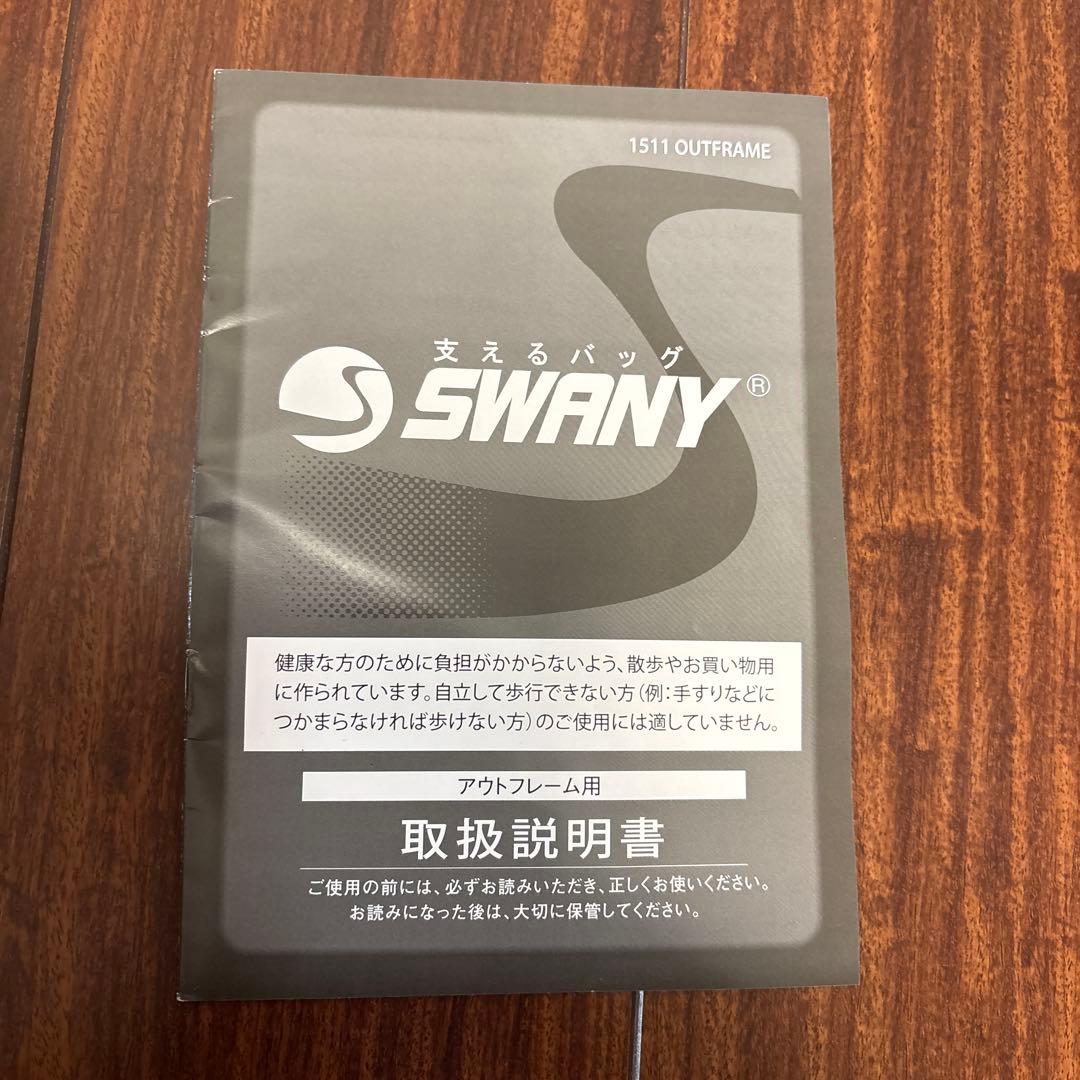 1511 OUTFRAME
支えるバッグ
SWANY®
健康な方のために負担がかからないよう、散歩やお買い物用
に作られています。自立して歩行できない方（例：手すりなどに
つかまらなければ歩けない方）のご使用には適していません。
アウトフレーム用
取扱説明書
ご使用の前には、必ずお読みいただき、正しくお使いください。
お読みになった後は、大切に保管してください。